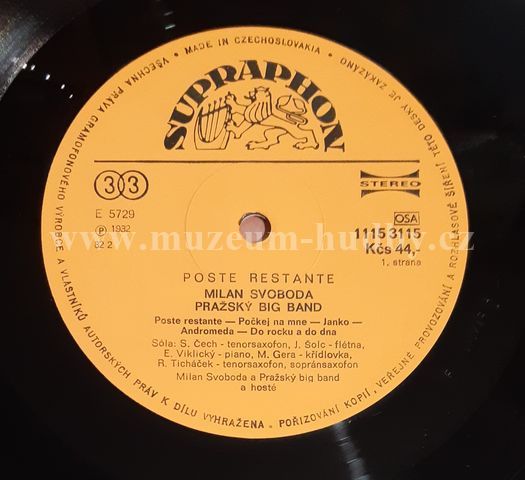 VŠECHNA PRÁVA GRAMOFONOVÉHO VÝROBCE A VLASTNÍKŮ AUTORSKÝCH PRÁV K DÍLU VYHRAŽENA. POŘIZOVÁNÍ KOPIÍ, VEŘEJNÉ PROVOZOVÁNÍ A ROZHLASOVÉ ŠÍŘENÍ TÉTO DESKY JE ZAKÁZÁNO
• MADE IN CZECHOSLOVAKIA •
SUPRAPHON
33
STEREO
E 5729
OSA
Ⓟ 1932
1115 3115
82 2
Kčs 44,-
www.muzeum-hudby.cz
1. strana
POSTE RESTANTE
MILAN SVOBODA
PRAŽSKÝ BIG BAND
Poste restante — Počkej na mne — Janko —
Andromeda — Do rocku a do dna
Sóla: S. Čech - tenorsaxofon, J. Šolc - flétna,
E. Viklický - piano, M. Gera - křídlovka,
R. Ticháček - tenorsaxofon, sopránsaxofon
Milan Svoboda a Pražský big band
a hosté